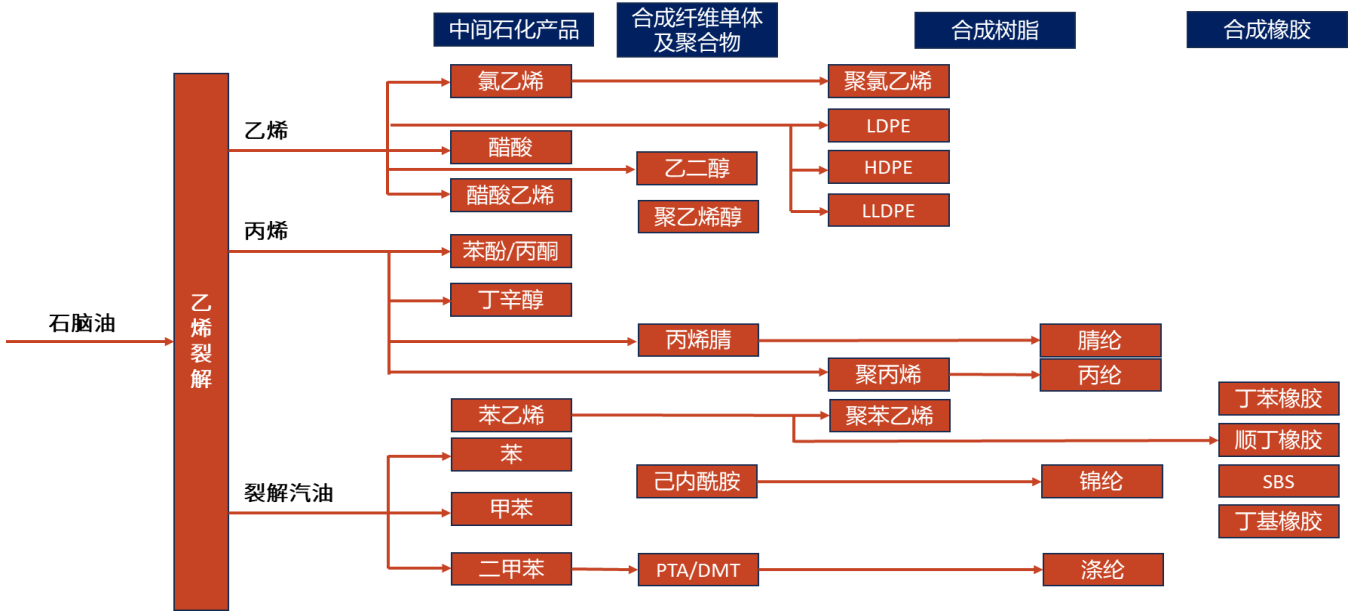 中间石化产品
合成纤维单体
及聚合物
合成树脂
合成橡胶
氯乙烯
聚氯乙烯
乙烯
LDPE
醋酸
乙二醇
HDPE
醋酸乙烯
聚乙烯醇
LLDPE
丙烯
苯酚/丙酮
丁辛醇
石脑油
乙烯裂解
丙烯腈
腈纶
聚丙烯
丙纶
苯乙烯
聚苯乙烯
丁苯橡胶
苯
顺丁橡胶
裂解汽油
己内酰胺
锦纶
SBS
甲苯
丁基橡胶
二甲苯
PTA/DMT
涤纶